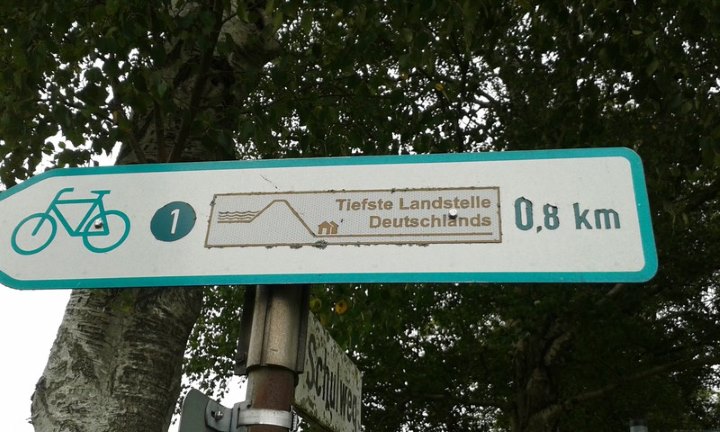 1
Tiefste Landstelle
Deutschlands
0,8 km
Schulweg